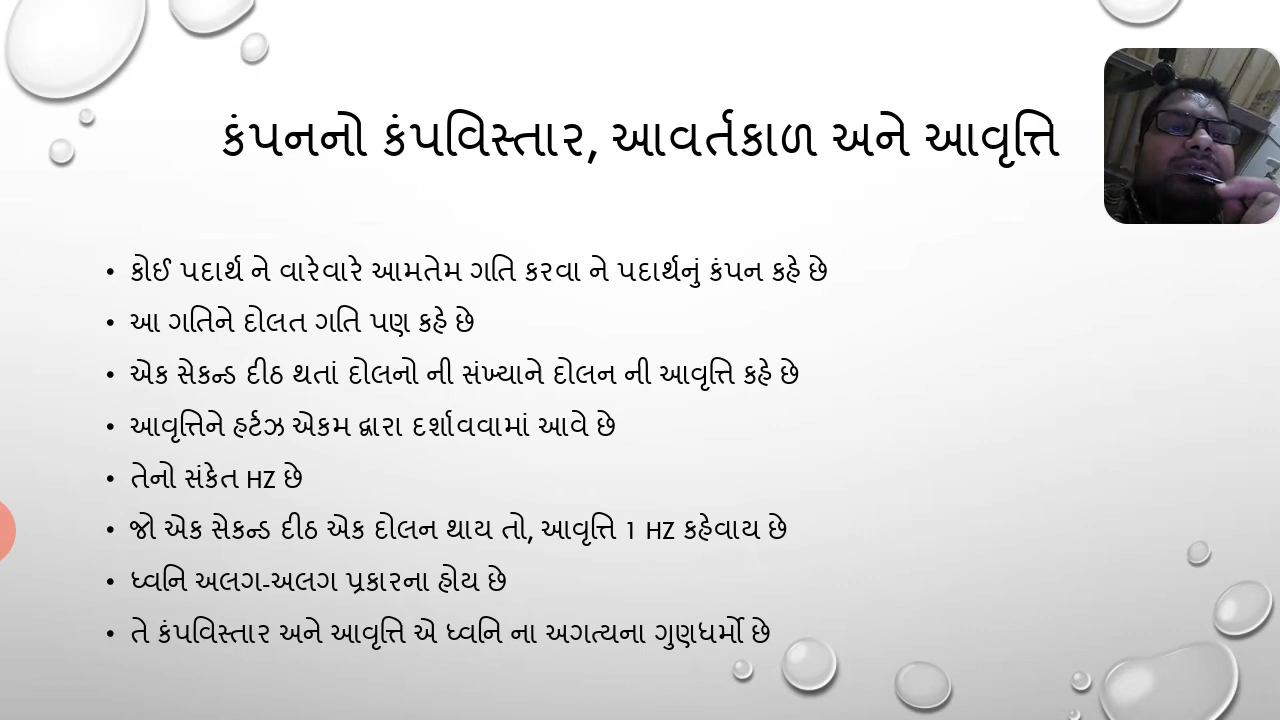 કંપનનો કંપવિસ્તાર, આવર્તકાળ અને આવૃત્તિ
• કોઈ પદાર્થ ને વારેવારે આમતેમ ગતિ કરવા ને પદાર્થનું કંપન કહે છે
• આ ગતિને દોલત ગતિ પણ કહે છે
• એક સેકન્ડ દીઠ થતાં દોલનો ની સંખ્યાને દોલન ની આવૃત્તિ કહે છે
• આવૃત્તિને હર્ટઝ એકમ દ્વારા દર્શાવવામાં આવે છે
• તેનો સંકેત HZ છે
• જો એક સેકન્ડ દીઠ એક દોલન થાય તો, આવૃત્તિ 1 HZ કહેવાય છે
• ધ્વનિ અલગ-અલગ પ્રકારના હોય છે
• તે કંપવિસ્તાર અને આવૃત્તિ એ ધ્વનિ ના અગત્યના ગુણધર્મો છે